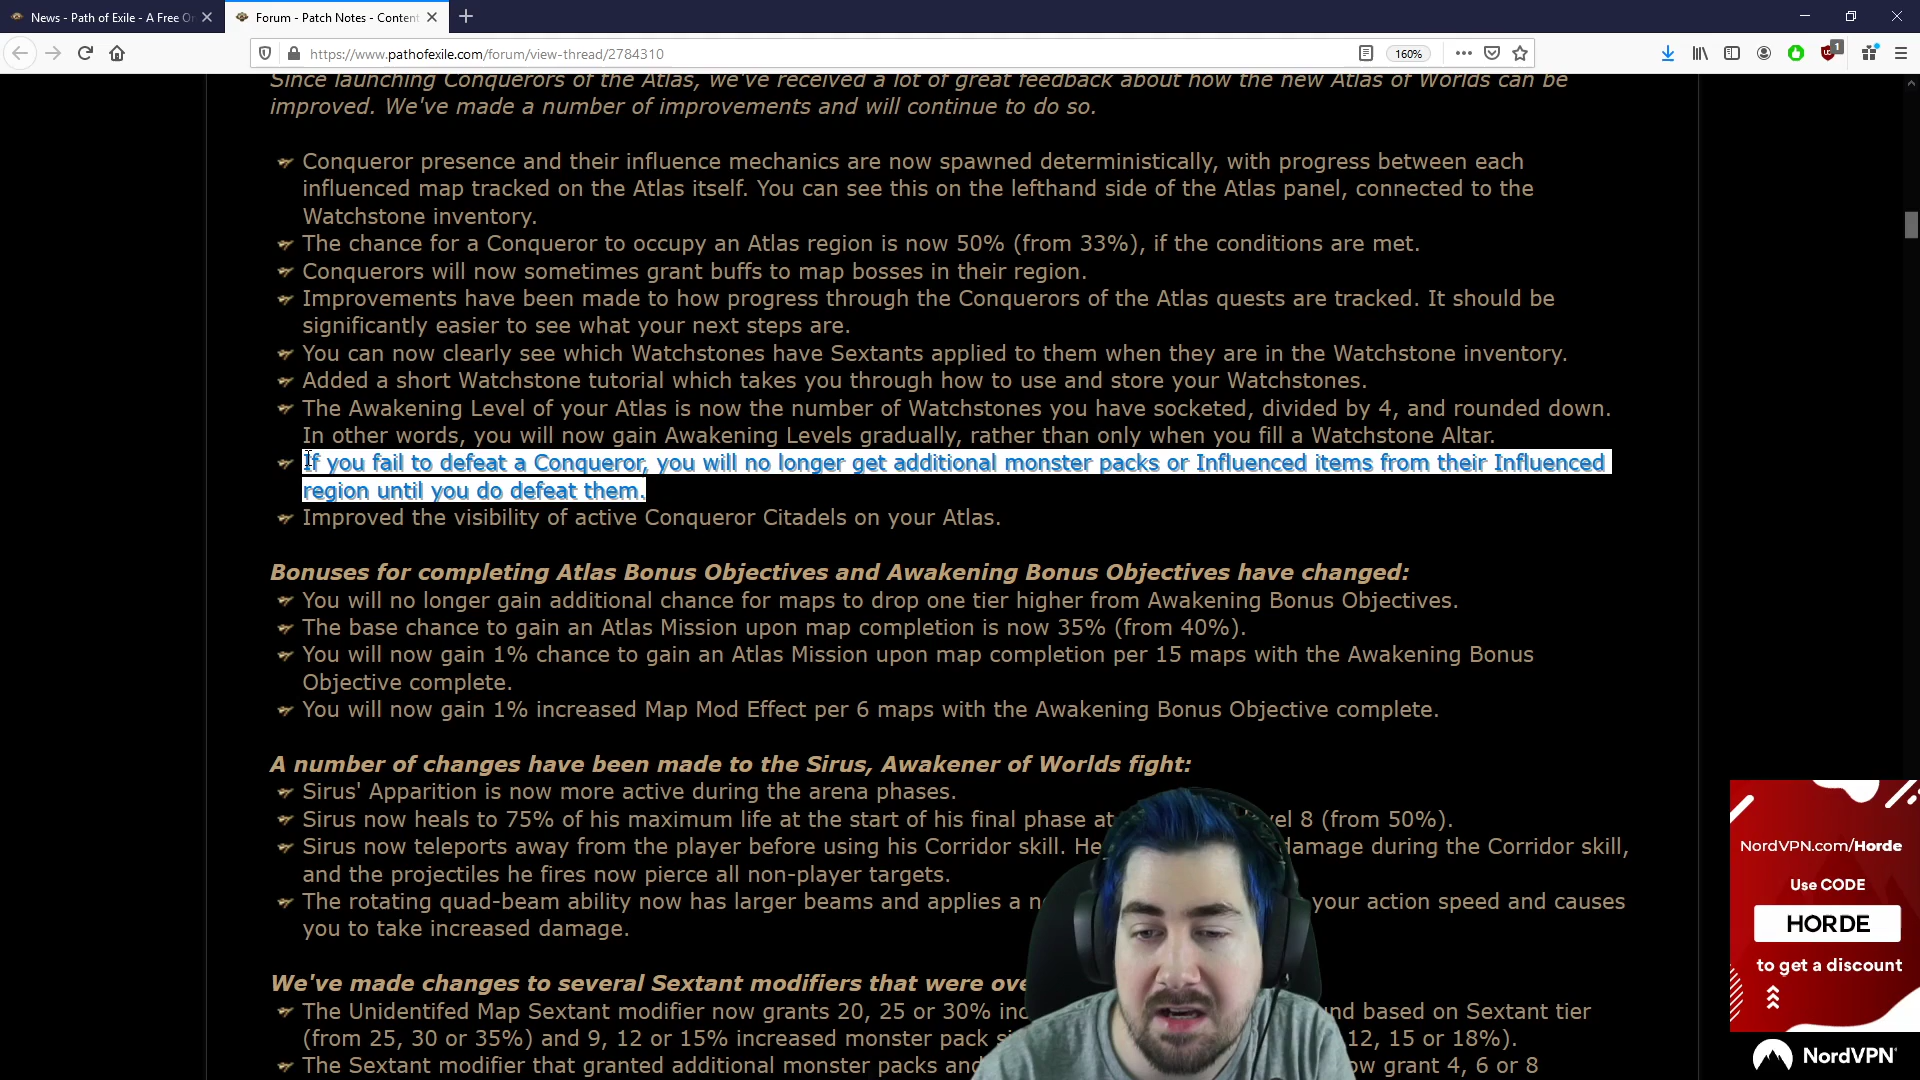 News - Path of Exile - A Free On
Forum - Patch Notes - Content
https://www.pathofexile.com/forum/view-thread/2784310
160%
1
Since launching Conquerors of the Atlas, we've received a lot of great feedback about how the new Atlas of Worlds can be
improved. We've made a number of improvements and will continue to do so.
Conqueror presence and their influence mechanics are now spawned deterministically, with progress between each
influenced map tracked on the Atlas itself. You can see this on the lefthand side of the Atlas panel, connected to the
Watchstone inventory.
The chance for a Conqueror to occupy an Atlas region is now 50% (from 33%), if the conditions are met.
Conquerors will now sometimes grant buffs to map bosses in their region.
Improvements have been made to how progress through the Conquerors of the Atlas quests are tracked. It should be
significantly easier to see what your next steps are.
You can now clearly see which Watchstones have Sextants applied to them when they are in the Watchstone inventory.
Added a short Watchstone tutorial which takes you through how to use and store your Watchstones.
The Awakening Level of your Atlas is now the number of Watchstones you have socketed, divided by 4, and rounded down.
In other words, you will now gain Awakening Levels gradually, rather than only when you fill a Watchstone Altar.
If you fail to defeat a Conqueror, you will no longer get additional monster packs or Influenced items from their Influenced
region until you do defeat them.
Improved the visibility of active Conqueror Citadels on your Atlas.
Bonuses for completing Atlas Bonus Objectives and Awakening Bonus Objectives have changed:
You will no longer gain additional chance for maps to drop one tier higher from Awakening Bonus Objectives.
The base chance to gain an Atlas Mission upon map completion is now 35% (from 40%).
You will now gain 1% chance to gain an Atlas Mission upon map completion per 15 maps with the Awakening Bonus
Objective complete.
You will now gain 1% increased Map Mod Effect per 6 maps with the Awakening Bonus Objective complete.
A number of changes have been made to the Sirus, Awakener of Worlds fight:
Sirus' Apparition is now more active during the arena phases.
Sirus now heals to 75% of his maximum life at the start of his final phase at vel 8 (from 50%).
Sirus now teleports away from the player before using his Corridor skill. He damage during the Corridor skill,
and the projectiles he fires now pierce all non-player targets.
The rotating quad-beam ability now has larger beams and applies a your action speed and causes
you to take increased damage.
We've made changes to several Sextant modifiers that were ove
The Unidentifed Map Sextant modifier now grants 20, 25 or 30% inc nd based on Sextant tier
(from 25, 30 or 35%) and 9, 12 or 15% increased monster pack 12, 15 or 18%).
The Sextant modifier that granted additional monster packs and ow grant 4, 6 or 8
NordVPN.com/Horde
Use CODE
HORDE
to get a discount
NordVPN